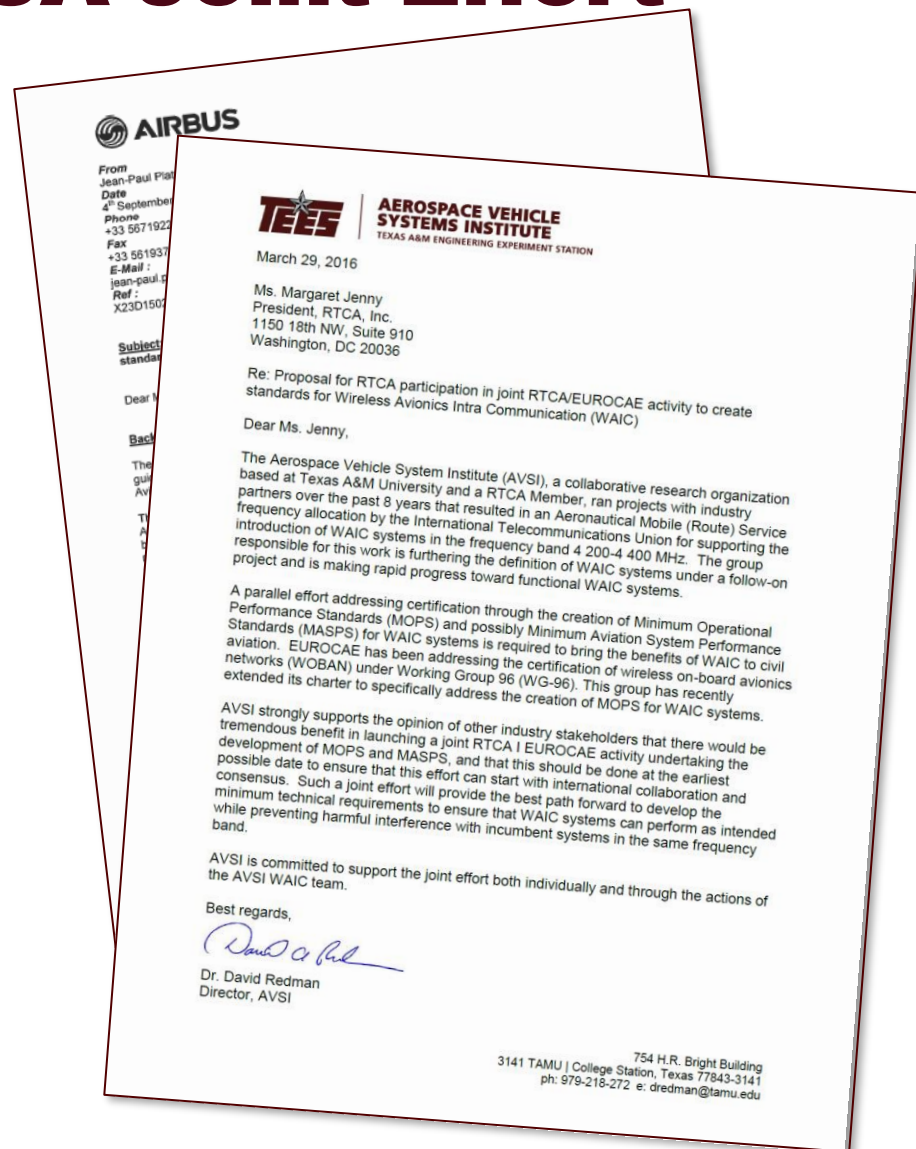 Joint Effort
AIRBUS
From
Jean-Paul
Date
4th September
Phone
+33 5671922
Fax
+33 561937
E-Mail :
jean-paul.p
Ref :
X23D1502
Subject:
standar
Dear M
Back
The
gui
Av
TEES
AEROSPACE VEHICLE
SYSTEMS INSTITUTE
TEXAS A&M ENGINEERING EXPERIMENT STATION
March 29, 2016
Ms. Margaret Jenny
President, RTCA, Inc.
1150 18th NW, Suite 910
Washington, DC 20036
Re: Proposal for RTCA participation in joint RTCA/EUROCAE activity to create
standards for Wireless Avionics Intra Communication (WAIC)
Dear Ms. Jenny,
The Aerospace Vehicle System Institute (AVSI), a collaborative research organization
based at Texas A&M University and a RTCA Member, ran projects with industry
partners over the past 8 years that resulted in an Aeronautical Mobile (Route) Service
frequency allocation by the International Telecommunications Union for supporting the
introduction of WAIC systems in the frequency band 4 200-4 400 MHz. The group
responsible for this work is furthering the definition of WAIC systems under a follow-on
project and is making rapid progress toward functional WAIC systems.
A parallel effort addressing certification through the creation of Minimum Operational
Performance Standards (MOPS) and possibly Minimum Aviation System Performance
Standards (MASPS) for WAIC systems is required to bring the benefits of WAIC to civil
aviation. EUROCAE has been addressing the certification of wireless on-board avionics
networks (WOBAN) under Working Group 96 (WG-96). This group has recently
extended its charter to specifically address the creation of MOPS for WAIC systems.
AVSI strongly supports the opinion of other industry stakeholders that there would be
tremendous benefit in launching a joint RTCA I EUROCAE activity undertaking the
development of MOPS and MASPS, and that this should be done at the earliest
possible date to ensure that this effort can start with international collaboration and
consensus. Such a joint effort will provide the best path forward to develop the
minimum technical requirements to ensure that WAIC systems can perform as intended
while preventing harmful interference with incumbent systems in the same frequency
band.
AVSI is committed to support the joint effort both individually and through the actions of
the AVSI WAIC team.
Best regards,
Dr. David Redman
Director, AVSI
754 H.R. Bright Building
3141 TAMU | College Station, Texas 77843-3141
ph: 979-218-272 e: dredman@tamu.edu